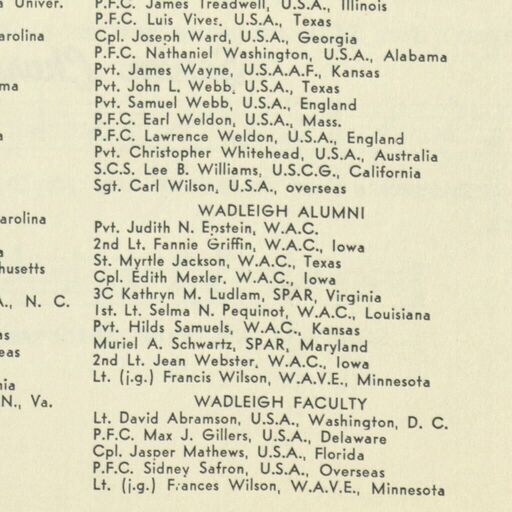 Univer.
arolina
ma
a
arolina
a
husetts
A., N. C.
as
eas
nia
N., Va.
P.F.C. James Treadwell, U.S.A., Illinois
P.F.C. Luis Vives, U.S.A., Texas
Cpl. Joseph Ward, U.S.A., Georgia
P.F.C. Nathaniel Washington, U.S.A., Alabama
Pvt. James Wayne, U.S.A.A.F., Kansas
Pvt. John L. Webb, U.S.A., Texas
Pvt. Samuel Webb, U.S.A., England
P.F.C. Earl Weldon, U.S.A., Mass.
P.F.C. Lawrence Weldon, U.S.A., England
Pvt. Christopher Whitehead, U.S.A., Australia
S.C.S. Lee B. Williams, U.S.C.G., California
Sgt. Carl Wilson, U.S.A., overseas
WADLEIGH ALUMNI
Pvt. Judith N. Epstein, W.A.C.
2nd Lt. Fannie Griffin, W.A.C., Iowa
St. Myrtle Jackson, W.A.C., Texas
Cpl. Edith Mexler, W.A.C., Iowa
3C Kathryn M. Ludlam, SPAR, Virginia
1st. Lt. Selma N. Pequinot, W.A.C., Louisiana
Pvt. Hilds Samuels, W.A.C., Kansas
Muriel A. Schwartz, SPAR, Maryland
2nd Lt. Jean Webster, W.A.C., Iowa
Lt. (j.g.) Francis Wilson, W.A.V.E., Minnesota
WADLEIGH FACULTY
Lt. David Abramson, U.S.A., Washington, D. C.
P.F.C. Max J. Gillers, U.S.A., Delaware
Cpl. Jasper Mathews, U.S.A., Florida
P.F.C. Sidney Safron, U.S.A., Overseas
Lt. (j.g.) Frances Wilson, W.A.V.E., Minnesota